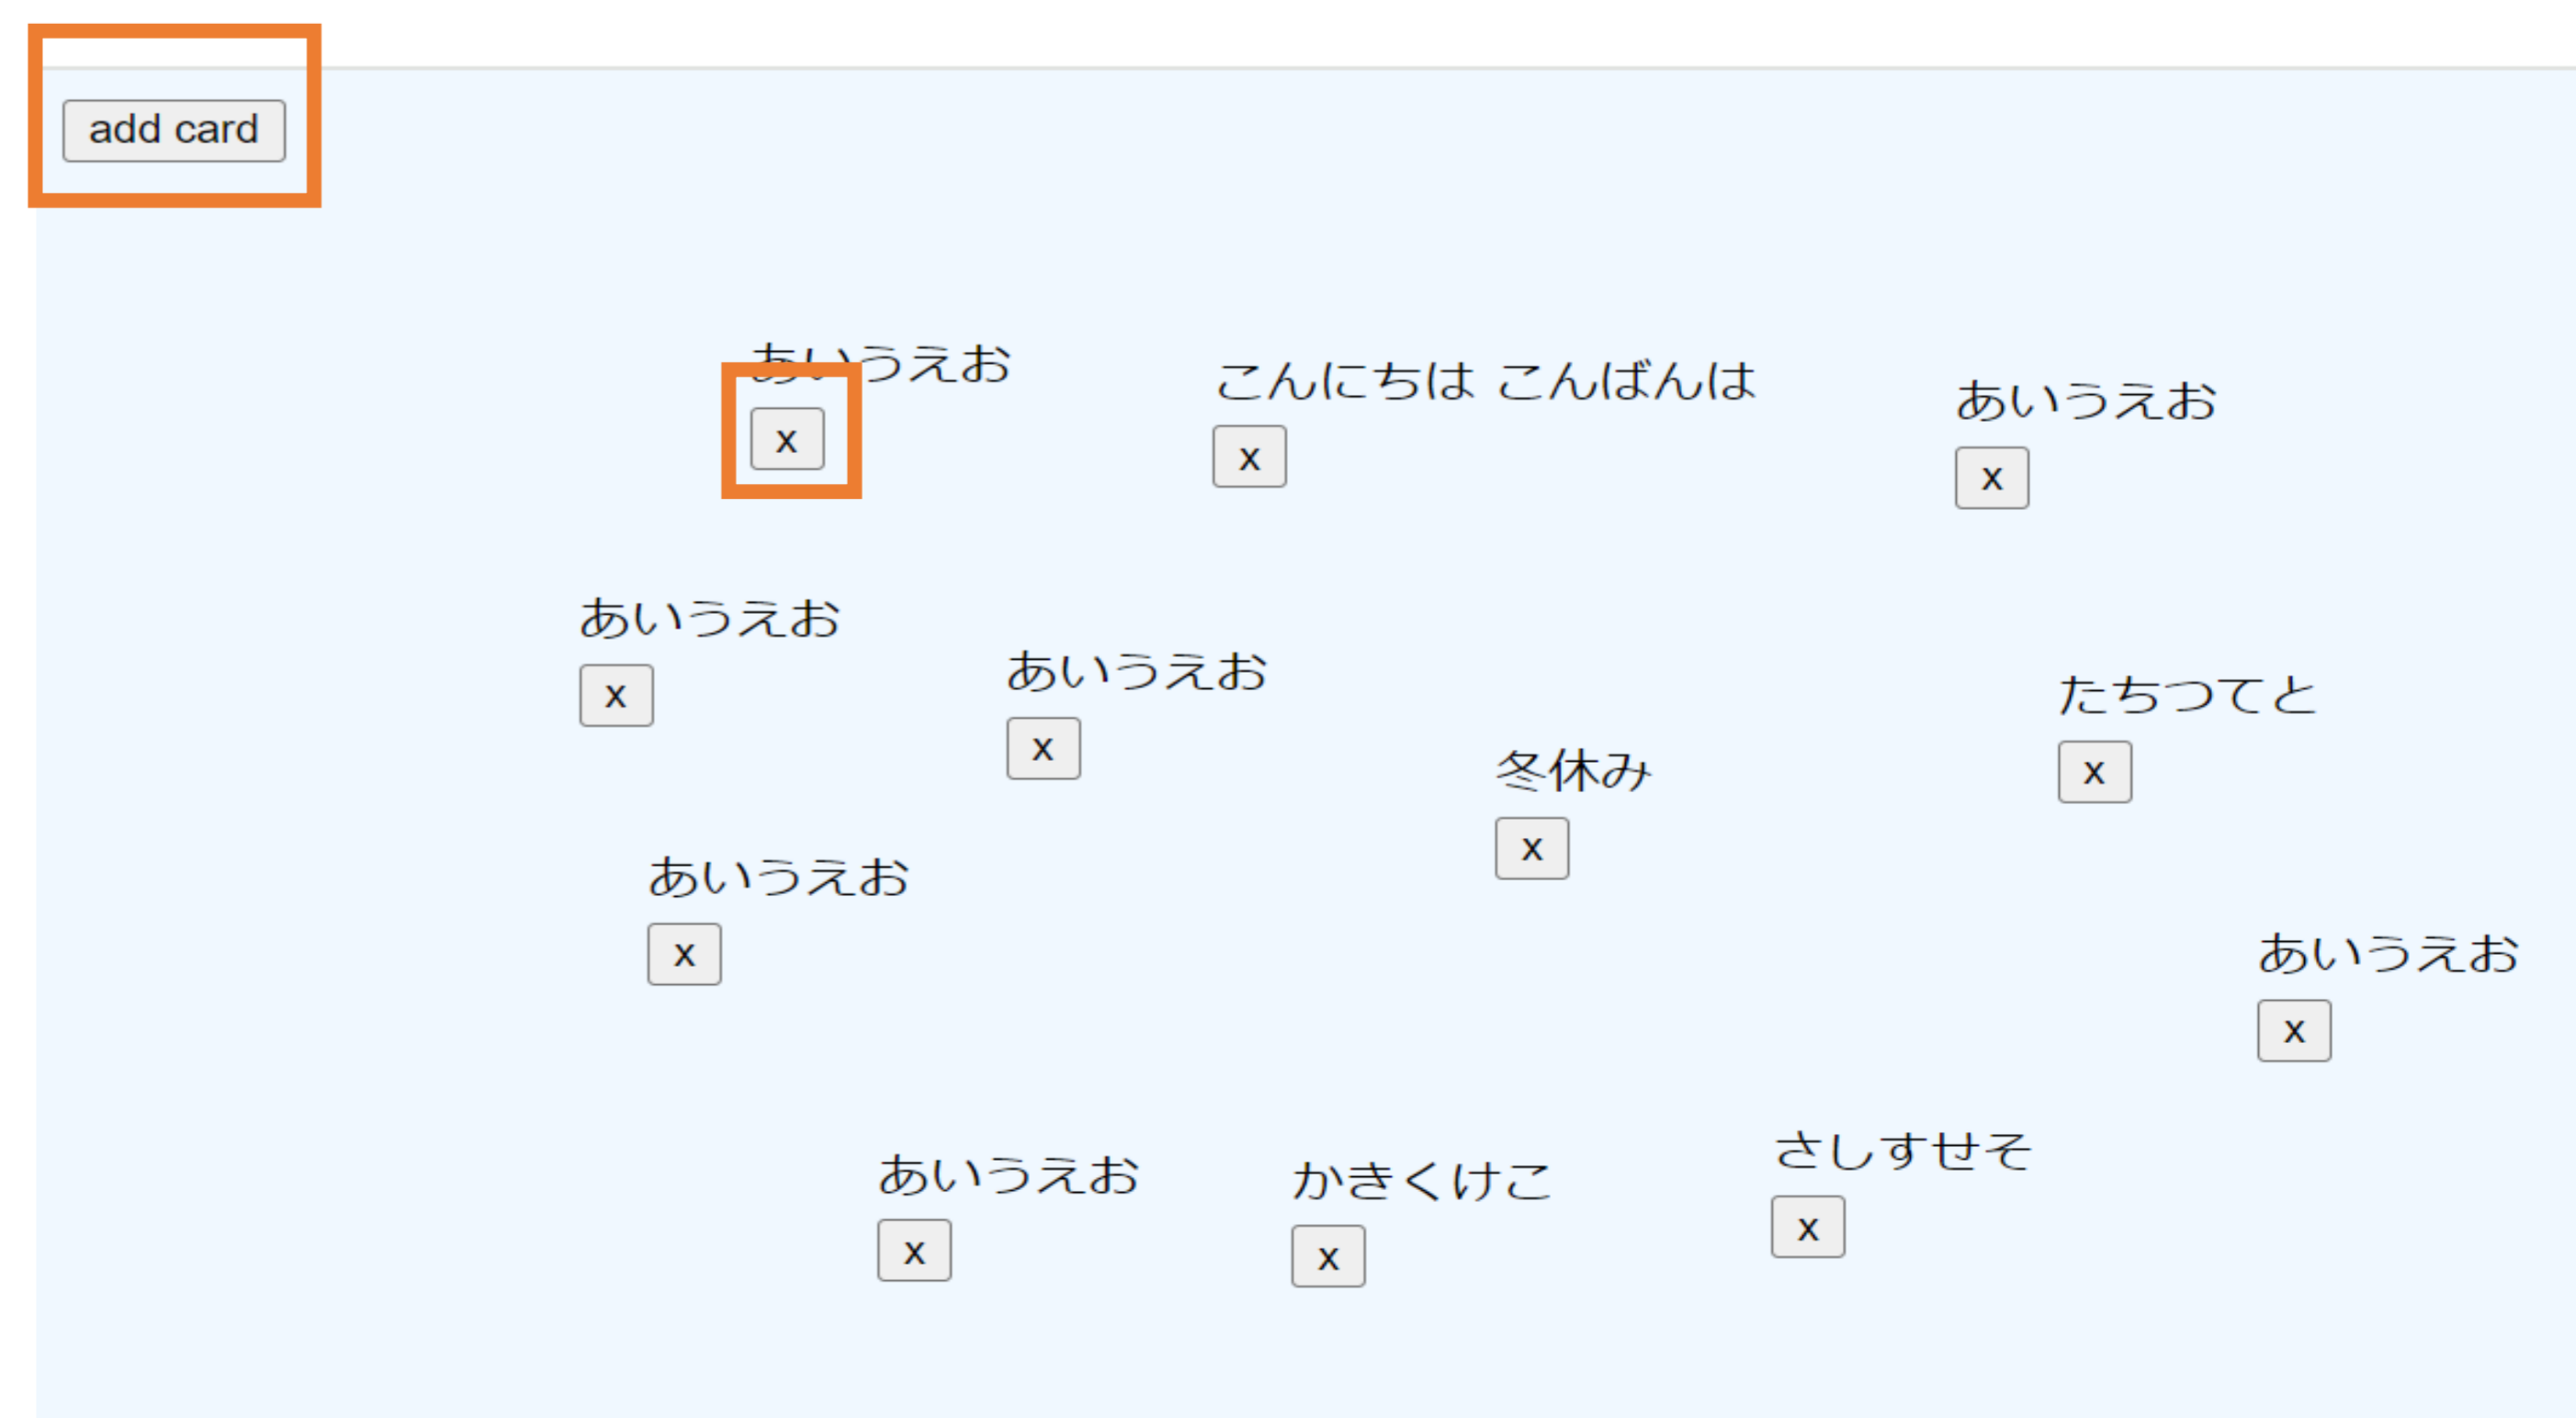 add card
あいうえお
x
こんにちは こんばんは
x
あいうえお
x
あいうえお
x
あいうえお
x
たちつてと
x
冬休み
x
あいうえお
x
あいうえお
x
あいうえお
x
かきくけこ
x
さしすせそ
x